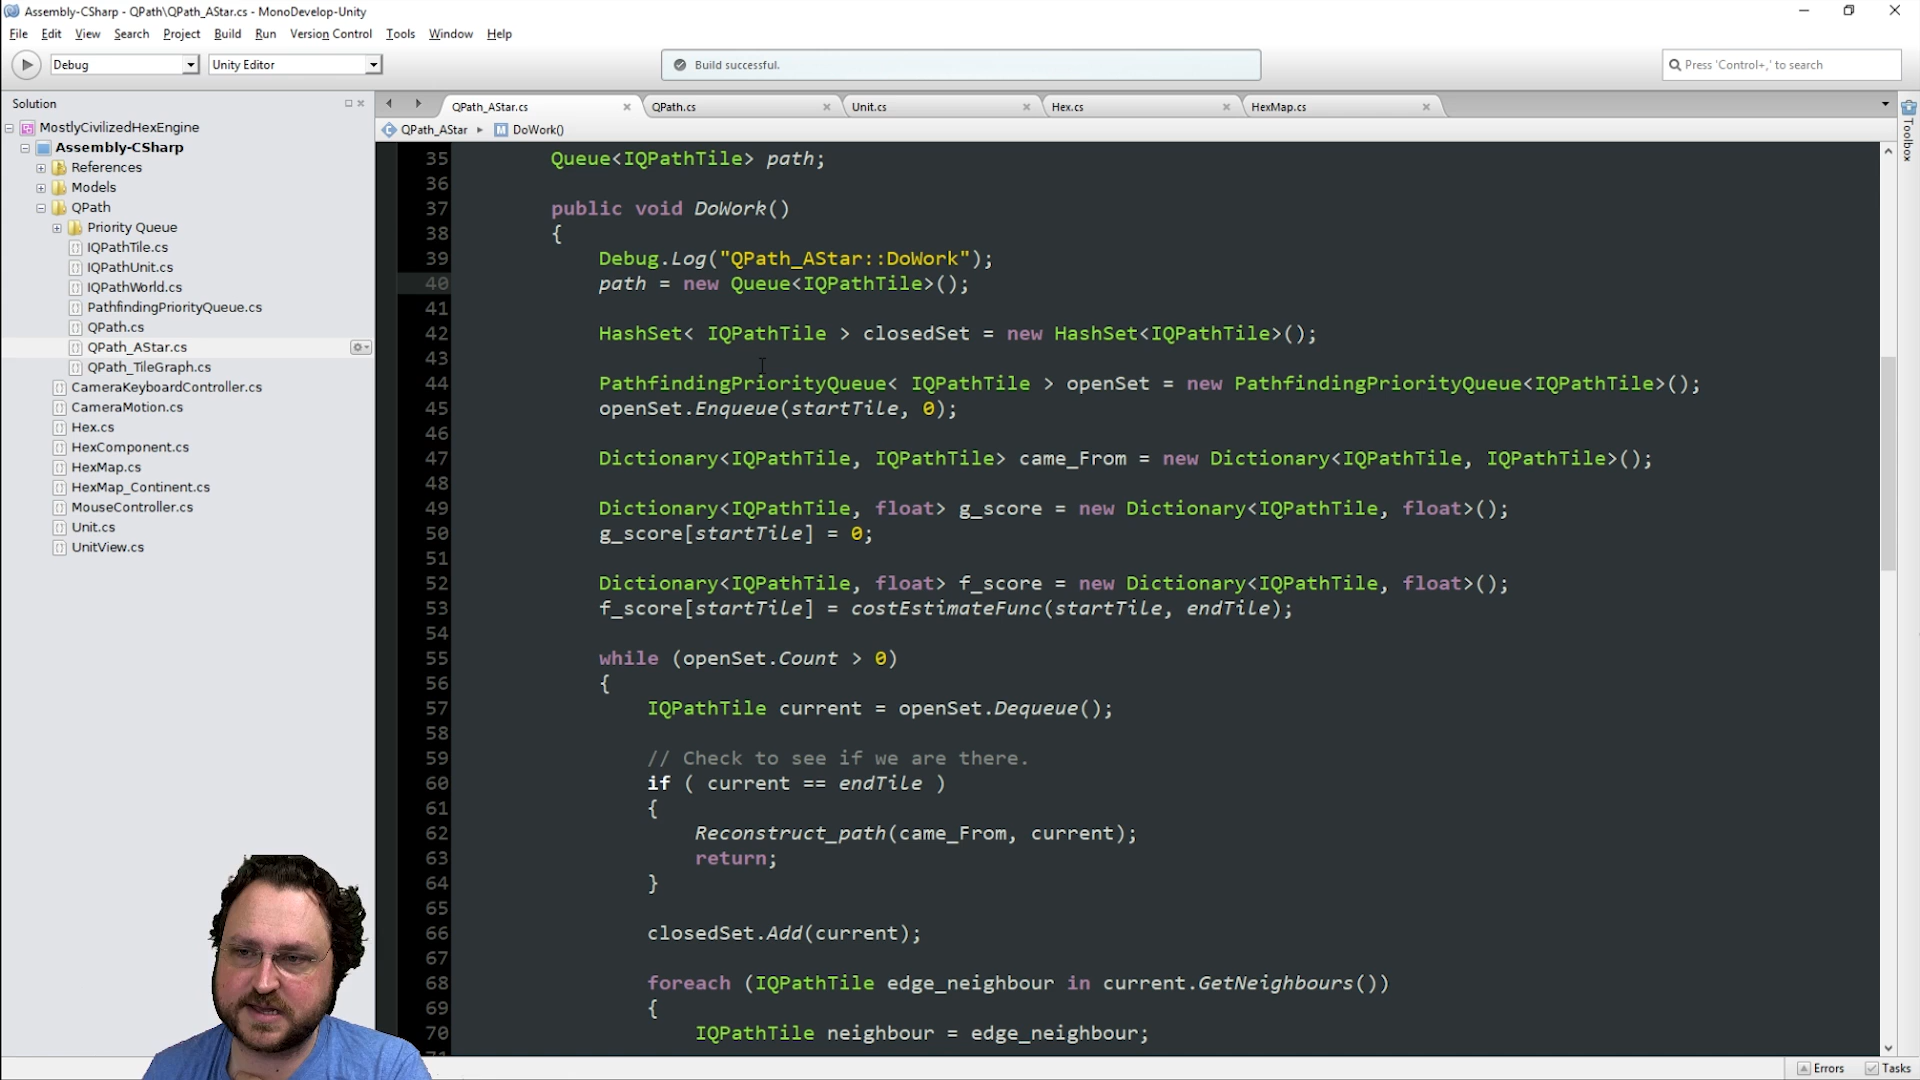 Assembly-CSharp - QPath\QPath_AStar.cs - MonoDevelop-Unity
File Edit View Search Project Build Run Version Control Tools Window Help
Debug Unity Editor Build successful. Press 'Control+,' to search
Solution
MostlyCivilizedHexEngine
Assembly-CSharp
References
Models
QPath
Priority Queue
IQPathTile.cs
IQPathUnit.cs
IQPathWorld.cs
PathfindingPriorityQueue.cs
QPath.cs
QPath_AStar.cs
QPath_TileGraph.cs
CameraKeyboardController.cs
CameraMotion.cs
Hex.cs
HexComponent.cs
HexMap.cs
HexMap_Continent.cs
MouseController.cs
Unit.cs
UnitView.cs
QPath_AStar.cs QPath.cs Unit.cs Hex.cs HexMap.cs
QPath_AStar DoWork()
35 Queue<IQPathTile> path;
36
37 public void DoWork()
38 {
39 Debug.Log("QPath_AStar::DoWork");
40 path = new Queue<IQPathTile>();
41
42 HashSet< IQPathTile > closedSet = new HashSet<IQPathTile>();
43
44 PathfindingPriorityQueue< IQPathTile > openSet = new PathfindingPriorityQueue<IQPathTile>();
45 openSet.Enqueue(startTile, 0);
46
47 Dictionary<IQPathTile, IQPathTile> came_From = new Dictionary<IQPathTile, IQPathTile>();
48
49 Dictionary<IQPathTile, float> g_score = new Dictionary<IQPathTile, float>();
50 g_score[startTile] = 0;
51
52 Dictionary<IQPathTile, float> f_score = new Dictionary<IQPathTile, float>();
53 f_score[startTile] = costEstimateFunc(startTile, endTile);
54
55 while (openSet.Count > 0)
56 {
57 IQPathTile current = openSet.Dequeue();
58
59 // Check to see if we are there.
60 if ( current == endTile )
61 {
62 Reconstruct_path(came_From, current);
63 return;
64 }
65
66 closedSet.Add(current);
67
68 foreach (IQPathTile edge_neighbour in current.GetNeighbours())
69 {
70 IQPathTile neighbour = edge_neighbour;
Toolbox
Errors Tasks